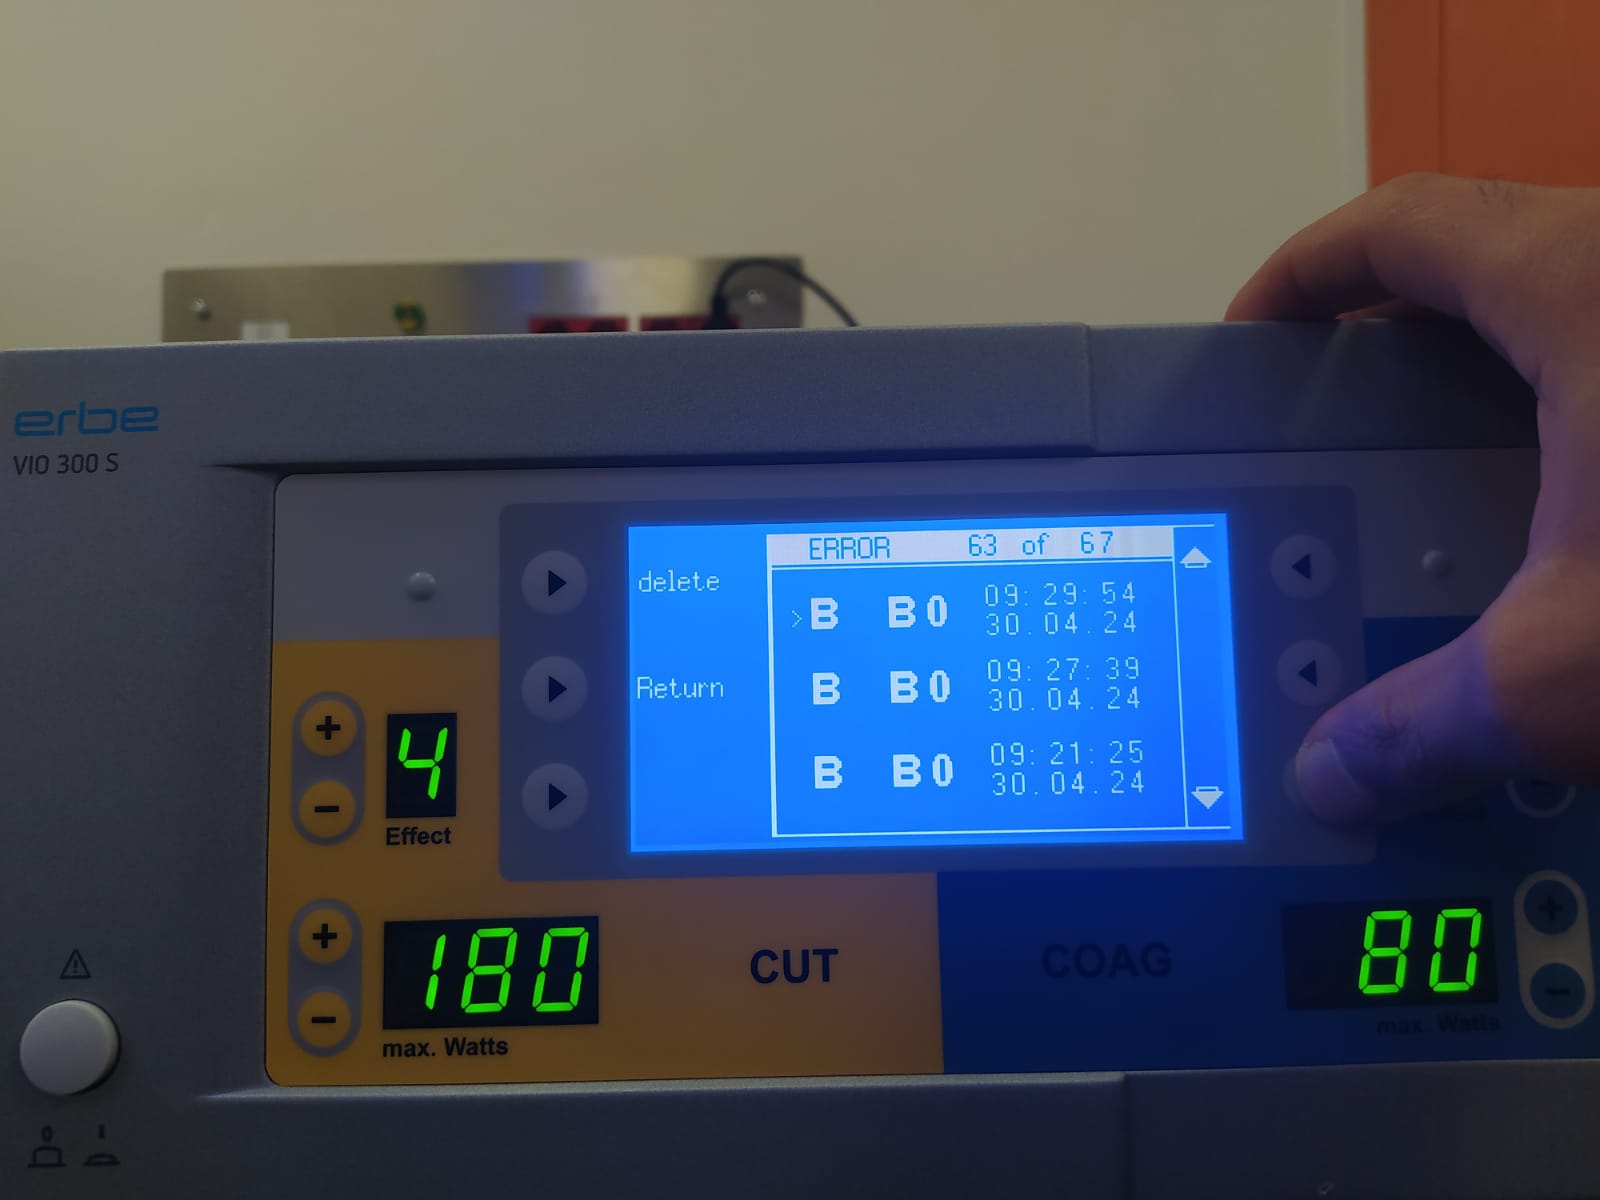 erbe
VIO 300 S
ERROR 63 of 67
delete
>B B0 09:29:54
30.04.24
Return
B B0 09:27:39
30.04.24
B B0 09:21:25
30.04.24
+
4
−
Effect
+
180
−
max. Watts
CUT
COAG
80
+
−
max. Watts
0 I